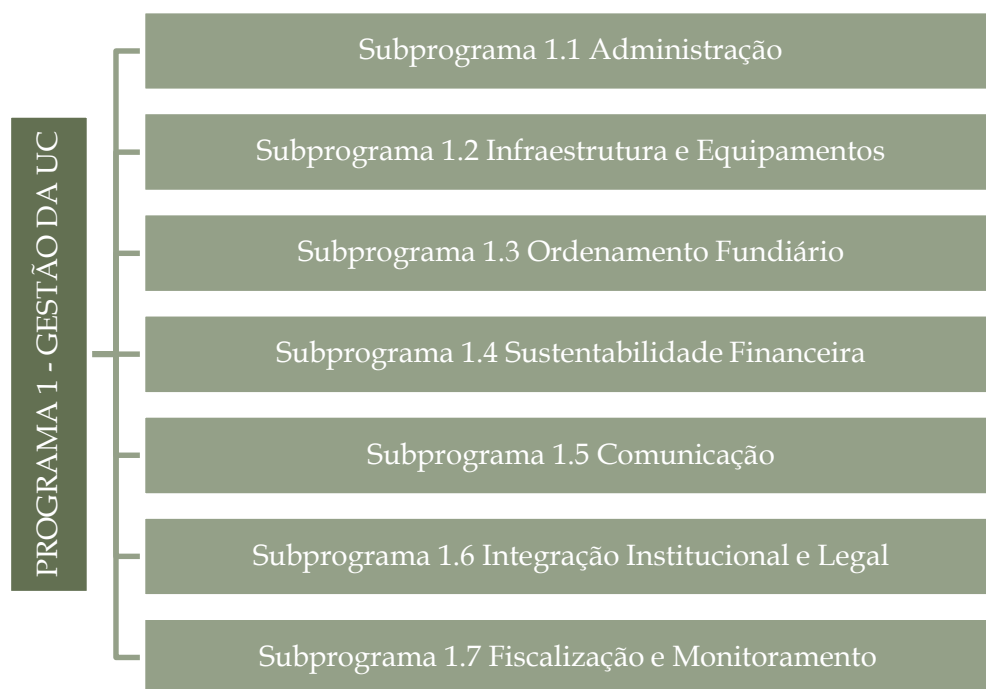 PROGRAMA 1 - GESTÃO DA UC
Subprograma 1.1 Administração
Subprograma 1.2 Infraestrutura e Equipamentos
Subprograma 1.3 Ordenamento Fundiário
Subprograma 1.4 Sustentabilidade Financeira
Subprograma 1.5 Comunicação
Subprograma 1.6 Integração Institucional e Legal
Subprograma 1.7 Fiscalização e Monitoramento